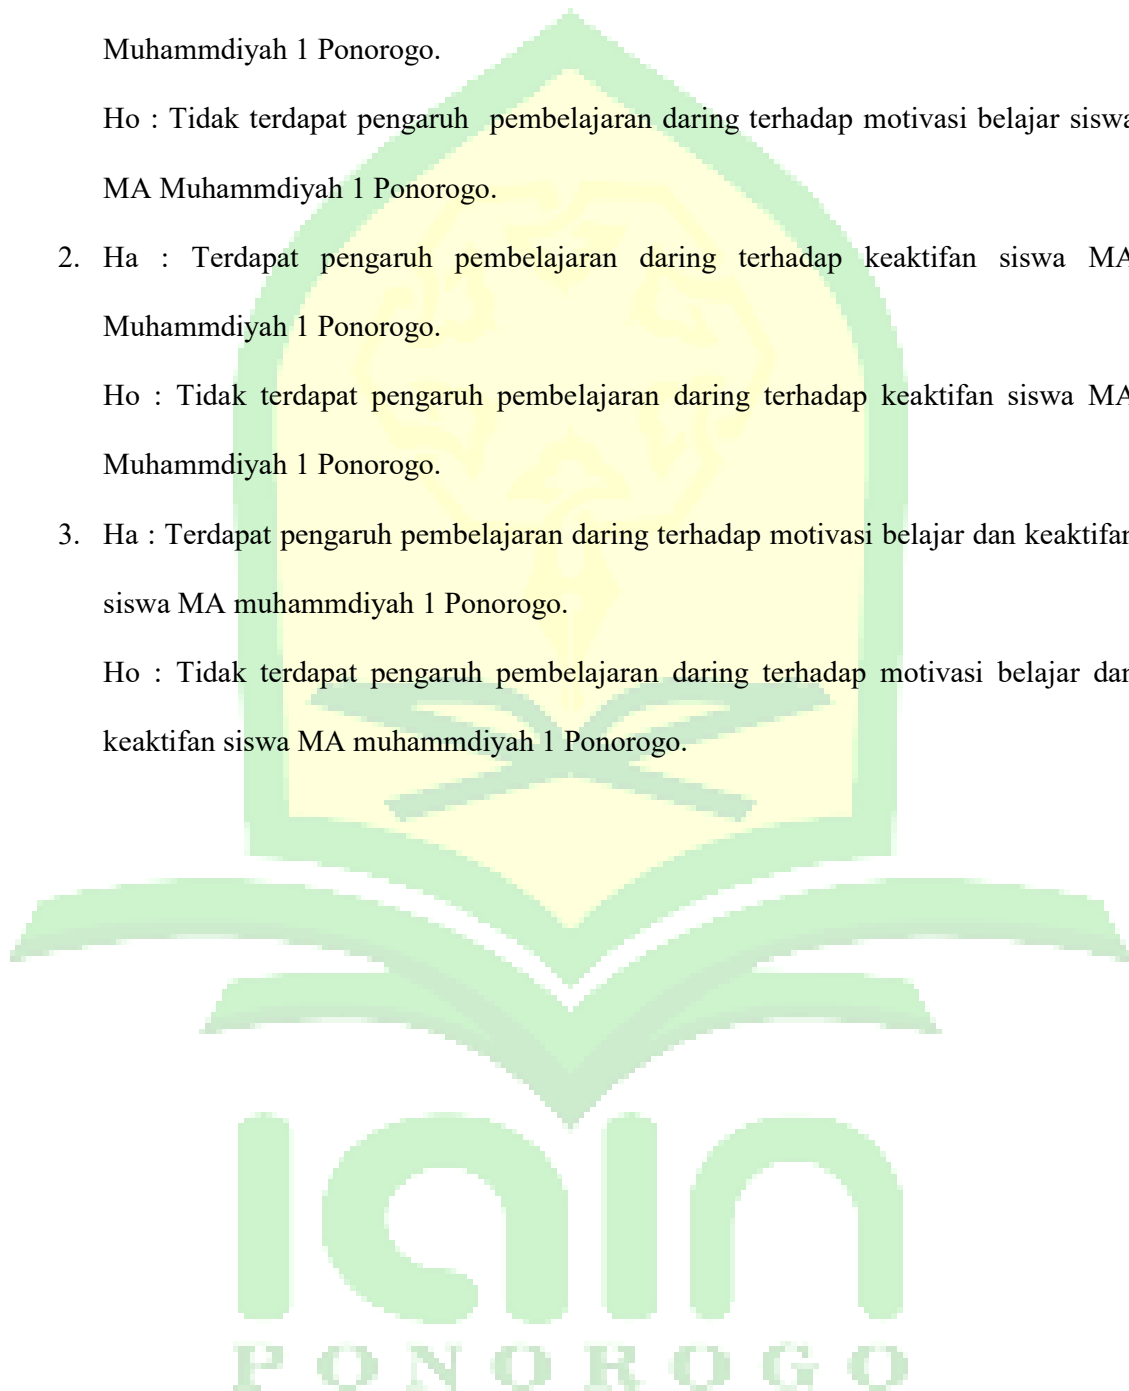 Muhammdiyah 1 Ponorogo.
Ho : Tidak terdapat pengaruh pembelajaran daring terhadap motivasi belajar siswa
MA Muhammdiyah 1 Ponorogo.
2. Ha : Terdapat pengaruh pembelajaran daring terhadap keaktifan siswa MA
Muhammdiyah 1 Ponorogo.
Ho : Tidak terdapat pengaruh pembelajaran daring terhadap keaktifan siswa MA
Muhammdiyah 1 Ponorogo.
3. Ha : Terdapat pengaruh pembelajaran daring terhadap motivasi belajar dan keaktifan
siswa MA muhammdiyah 1 Ponorogo.
Ho : Tidak terdapat pengaruh pembelajaran daring terhadap motivasi belajar dan
keaktifan siswa MA muhammdiyah 1 Ponorogo.
iain
PONOROGO